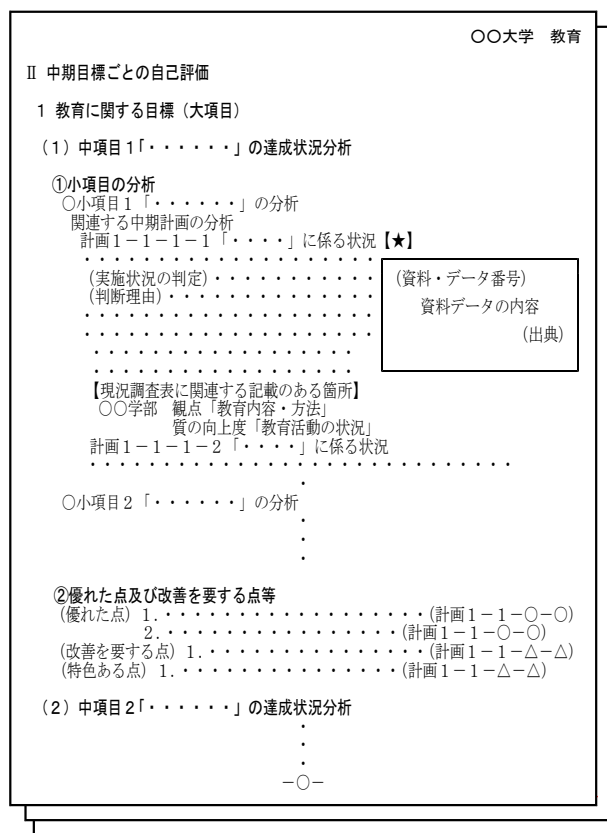 ○○大学　教育
Ⅱ 中期目標ごとの自己評価
1 教育に関する目標（大項目）
（１）中項目１「・・・・・・」の達成状況分析
①小項目の分析
○小項目１「・・・・・・」の分析
関連する中期計画の分析
計画１－１－１－１「・・・・」に係る状況【★】
・・・・・・・・・・・・・・・・・・・
(実施状況の判定)・・・・・・・・・・・
(判断理由)・・・・・・・・・・・・・・
・・・・・・・・・・・・・・・・・・・
・・・・・・・・・・・・・・・・・・・
・・・・・・・・・・・・・・・・・
・・・・・・・・・・・・・・・・・
(資料・データ番号)
資料データの内容
(出典)
【現況調査表に関連する記載のある箇所】
○○学部　観点「教育内容・方法」
質の向上度「教育活動の状況」
計画１－１－１－２「・・・・」に係る状況
・・・・・・・・・・・・・・・・・・・・・・・・・・・・
・
○小項目２「・・・・・・」の分析
・
・
・
②優れた点及び改善を要する点等
(優れた点) 1.・・・・・・・・・・・・・・・・・(計画１－１－○－○)
2.・・・・・・・・・・・・・・・(計画１－１－○－○)
(改善を要する点) 1.・・・・・・・・・・・・・・(計画１－１－△－△)
(特色ある点) 1.・・・・・・・・・・・・・・(計画１－１－△－△)
（２）中項目２「・・・・・・」の達成状況分析
・
・
・
－○－